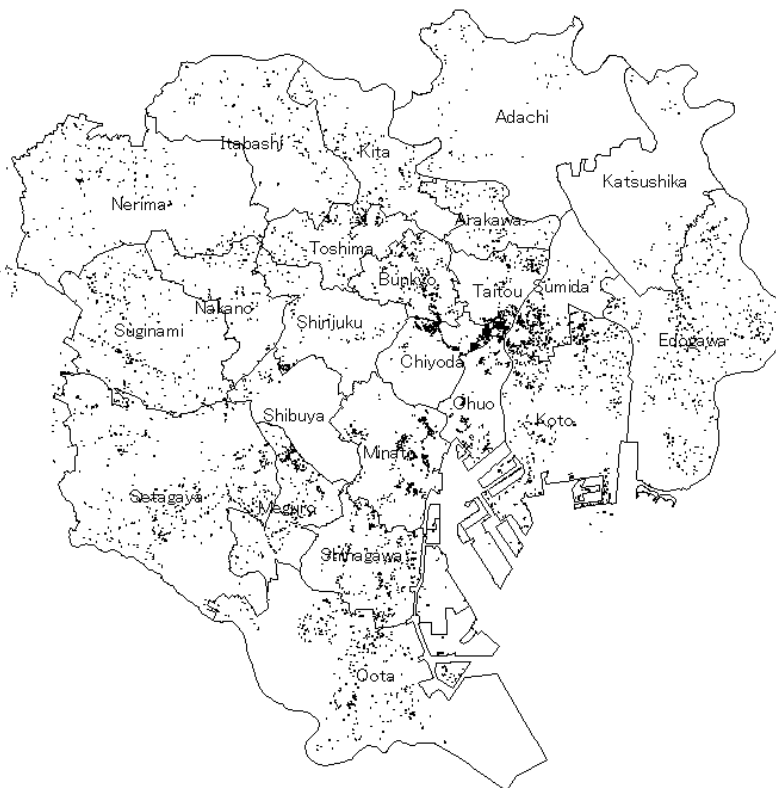 Adachi
Itabashi
Kita
Katsushika
Nerima
Arakawa
Toshima
Bunkyo
Taitou
Sumida
Nakano
Shinjuku
Suginami
Edogawa
Chiyoda
Chuo
Shibuya
Koto
Minato
Setagaya
Meguro
Shinagawa
Oota